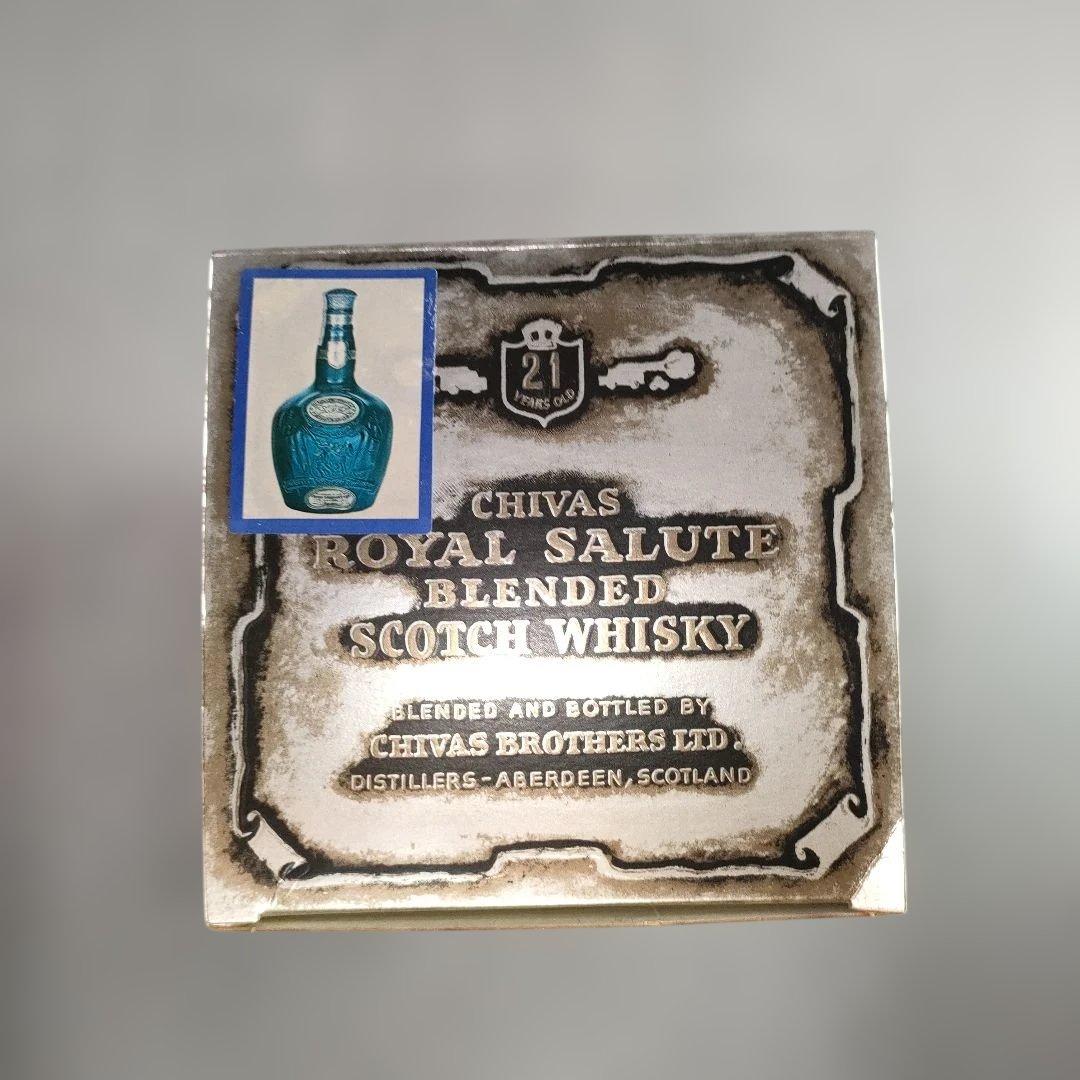 21
YEARS OLD
CHIVAS
ROYAL SALUTE
BLENDED
SCOTCH WHISKY
BLENDED AND BOTTLED BY
CHIVAS BROTHERS LTD.
DISTILLERS-ABERDEEN, SCOTLAND